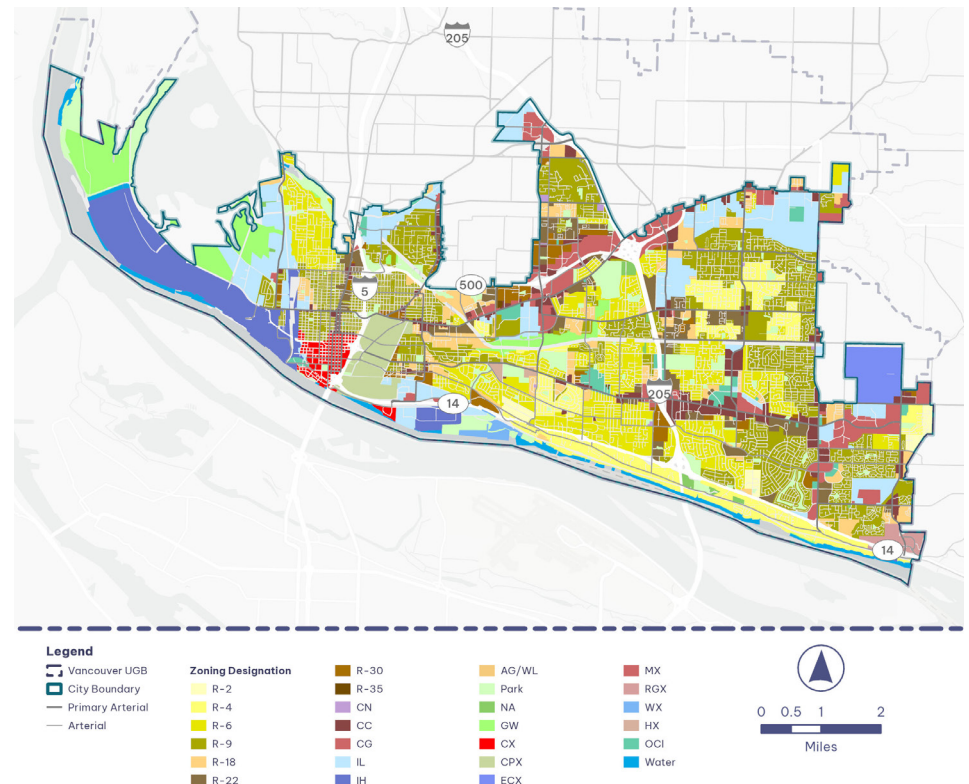 205
5
500
14
205
14
Legend
Vancouver UGB
City Boundary
Primary Arterial
Arterial
Zoning Designation
R-2
R-4
R-6
R-9
R-18
R-22
R-30
R-35
CN
CC
CG
IL
IH
AG/WL
Park
NA
GW
CX
CPX
ECX
MX
RGX
WX
HX
OCI
Water
0 0.5 1 2
Miles